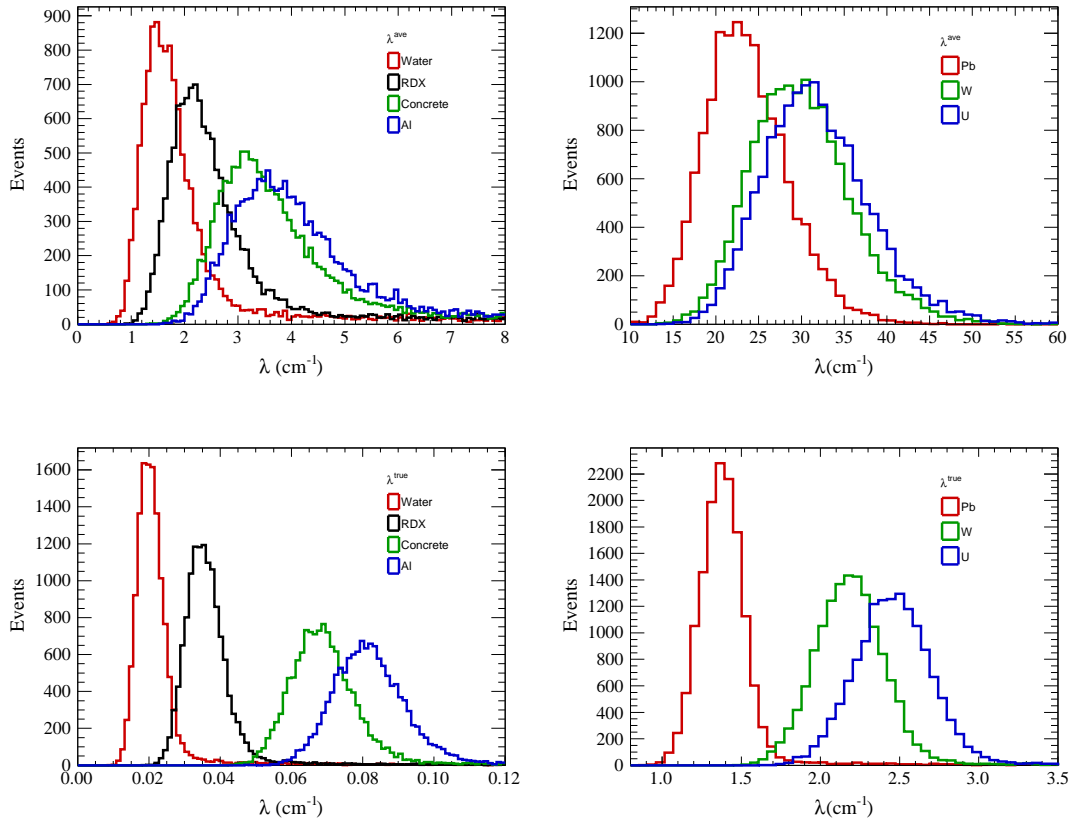 Events
900
800
700
600
500
400
300
200
100
0
0 1 2 3 4 5 6 7 8
λ (cm-1)
λave
Water
RDX
Concrete
Al
Events
1200
1000
800
600
400
200
0
10 15 20 25 30 35 40 45 50 55 60
λ(cm-1)
λave
Pb
W
U
Events
1600
1400
1200
1000
800
600
400
200
0
0.00 0.02 0.04 0.06 0.08 0.10 0.12
λ (cm-1)
λtrue
Water
RDX
Concrete
Al
Events
2200
2000
1800
1600
1400
1200
1000
800
600
400
200
0
1.0 1.5 2.0 2.5 3.0 3.5
λ(cm-1)
λtrue
Pb
W
U